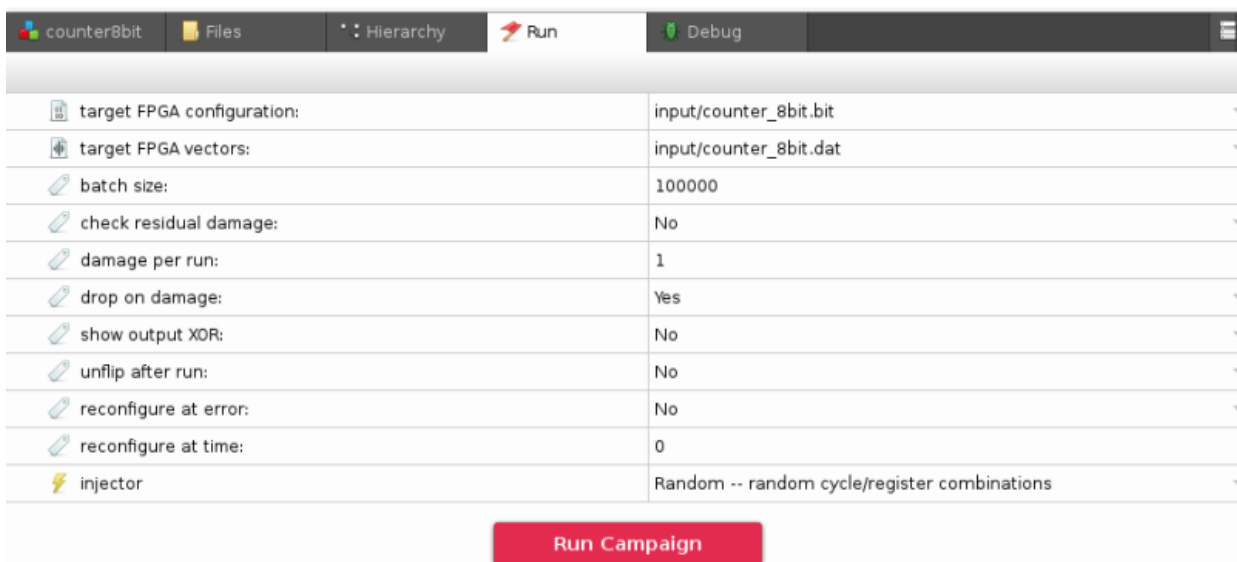 counter8bit Files Hierarchy Run Debug
target FPGA configuration: input/counter_8bit.bit
target FPGA vectors: input/counter_8bit.dat
batch size: 100000
check residual damage: No
damage per run: 1
drop on damage: Yes
show output XOR: No
unflip after run: No
reconfigure at error: No
reconfigure at time: 0
injector Random -- random cycle/register combinations
Run Campaign